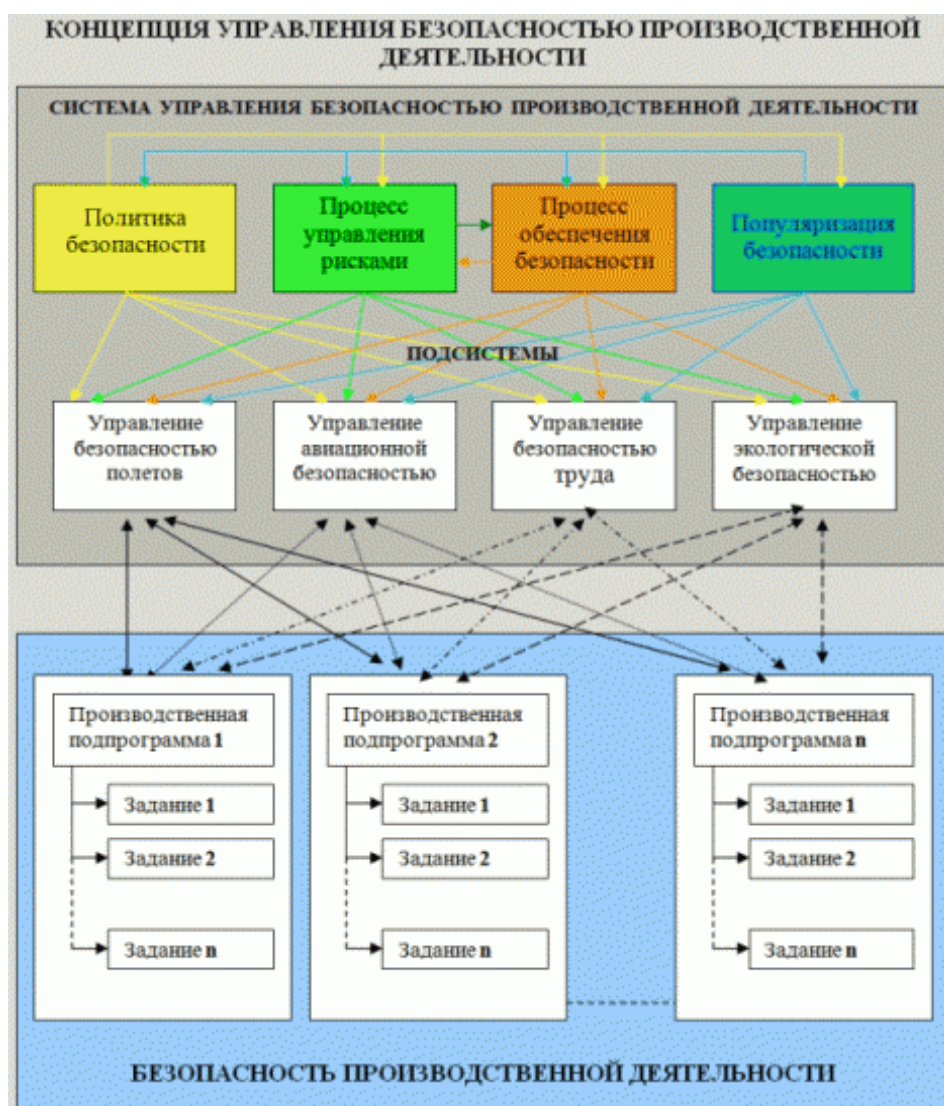 КОНЦЕПЦИЯ УПРАВЛЕНИЯ БЕЗОПАСНОСТЬЮ ПРОИЗВОДСТВЕННОЙ
ДЕЯТЕЛЬНОСТИ
СИСТЕМА УПРАВЛЕНИЯ БЕЗОПАСНОСТЬЮ ПРОИЗВОДСТВЕННОЙ ДЕЯТЕЛЬНОСТИ
Политика
безопасности
Процесс
управления
рисками
Процесс
обеспечения
безопасности
Популяризация
безопасности
ПОДСИСТЕМЫ
Управление
безопасностью
полетов
Управление
авиационной
безопасностью
Управление
безопасностью
труда
Управление
экологической
безопасностью
Производственная
подпрограмма 1
Задание 1
Задание 2
Задание n
Производственная
подпрограмма 2
Задание 1
Задание 2
Задание n
Производственная
подпрограмма n
Задание 1
Задание 2
Задание n
БЕЗОПАСНОСТЬ ПРОИЗВОДСТВЕННОЙ ДЕЯТЕЛЬНОСТИ